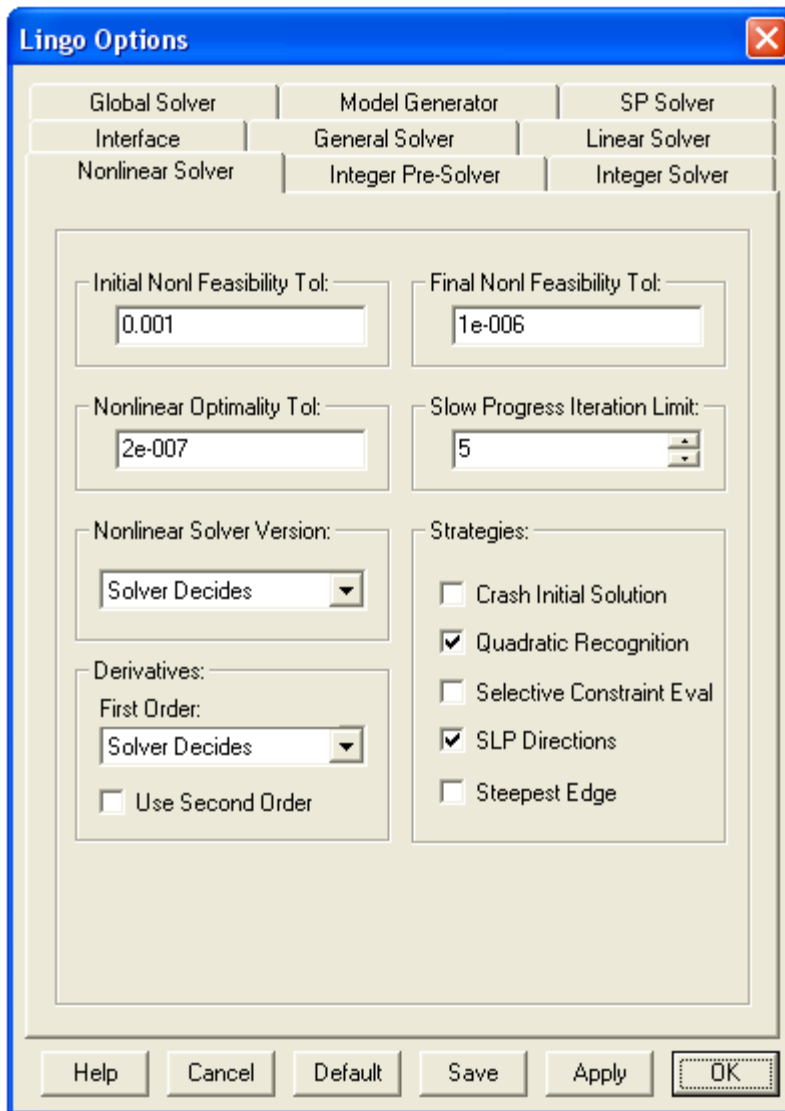 Lingo Options
Global Solver Model Generator SP Solver
Interface General Solver Linear Solver
Nonlinear Solver Integer Pre-Solver Integer Solver
Initial Nonl Feasibility Tol: Final Nonl Feasibility Tol:
0.001 1e-006
Nonlinear Optimality Tol: Slow Progress Iteration Limit:
2e-007 5
Nonlinear Solver Version:
Solver Decides
Derivatives:
First Order:
Solver Decides
Use Second Order
Strategies:
Crash Initial Solution
Quadratic Recognition
Selective Constraint Eval
SLP Directions
Steepest Edge
Help Cancel Default Save Apply OK